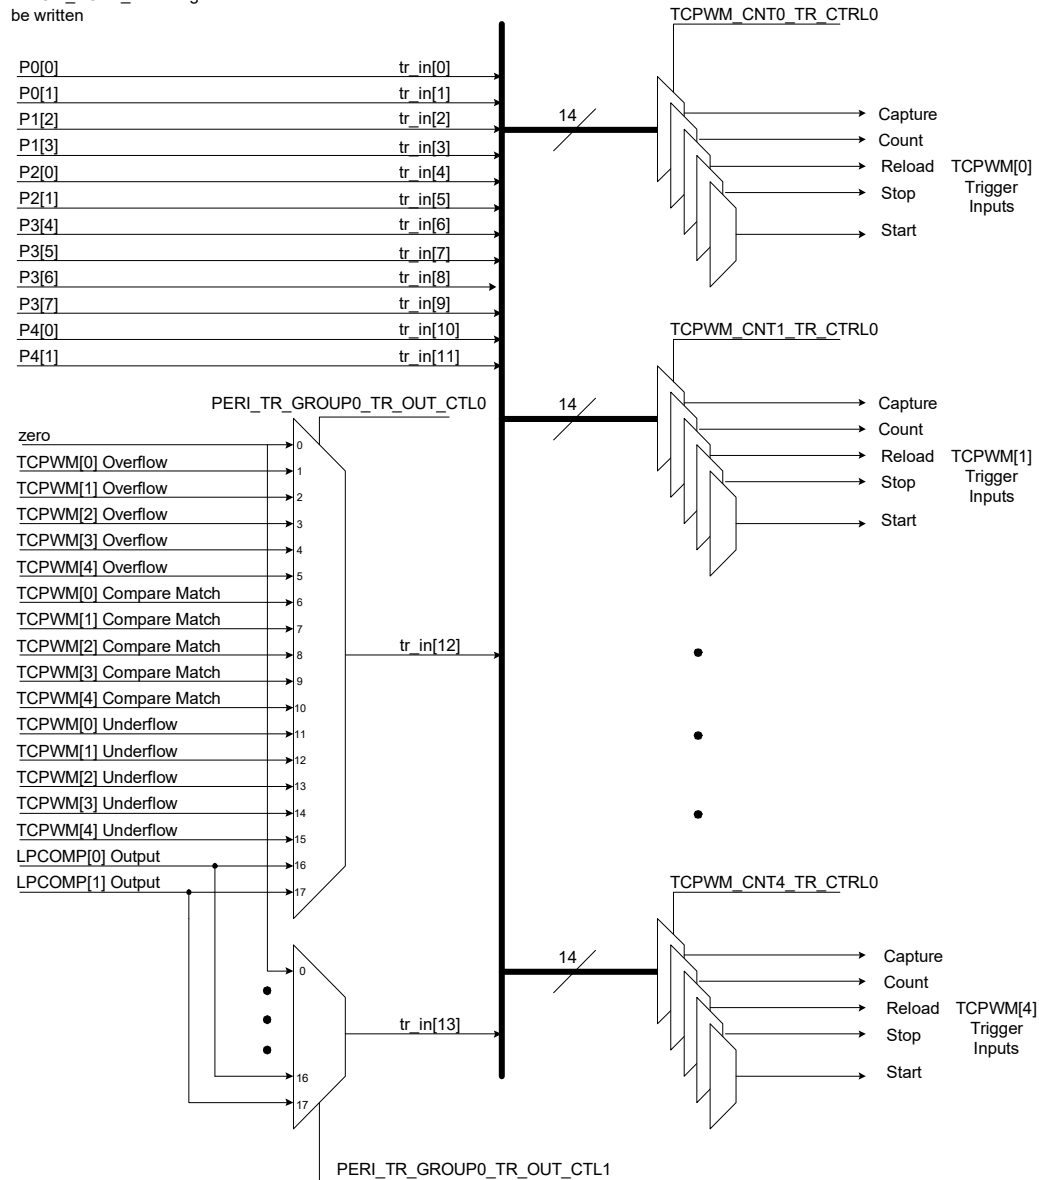 be written
TCPWM_CNT0_TR_CTRL0
P0[0] tr_in[0]
P0[1] tr_in[1]
P1[2] tr_in[2]
P1[3] tr_in[3]
P2[0] tr_in[4]
P2[1] tr_in[5]
P3[4] tr_in[6]
P3[5] tr_in[7]
P3[6] tr_in[8]
P3[7] tr_in[9]
P4[0] tr_in[10]
P4[1] tr_in[11]
14
Capture
Count
Reload
Stop
Start
TCPWM[0]
Trigger
Inputs
TCPWM_CNT1_TR_CTRL0
14
Capture
Count
Reload
Stop
Start
TCPWM[1]
Trigger
Inputs
PERI_TR_GROUP0_TR_OUT_CTL0
zero 0
TCPWM[0] Overflow 1
TCPWM[1] Overflow 2
TCPWM[2] Overflow 3
TCPWM[3] Overflow 4
TCPWM[4] Overflow 5
TCPWM[0] Compare Match 6
TCPWM[1] Compare Match 7
TCPWM[2] Compare Match 8
TCPWM[3] Compare Match 9
TCPWM[4] Compare Match 10
TCPWM[0] Underflow 11
TCPWM[1] Underflow 12
TCPWM[2] Underflow 13
TCPWM[3] Underflow 14
TCPWM[4] Underflow 15
LPCOMP[0] Output 16
LPCOMP[1] Output 17
tr_in[12]
TCPWM_CNT4_TR_CTRL0
14
Capture
Count
Reload
Stop
Start
TCPWM[4]
Trigger
Inputs
0
16
17
tr_in[13]
PERI_TR_GROUP0_TR_OUT_CTL1